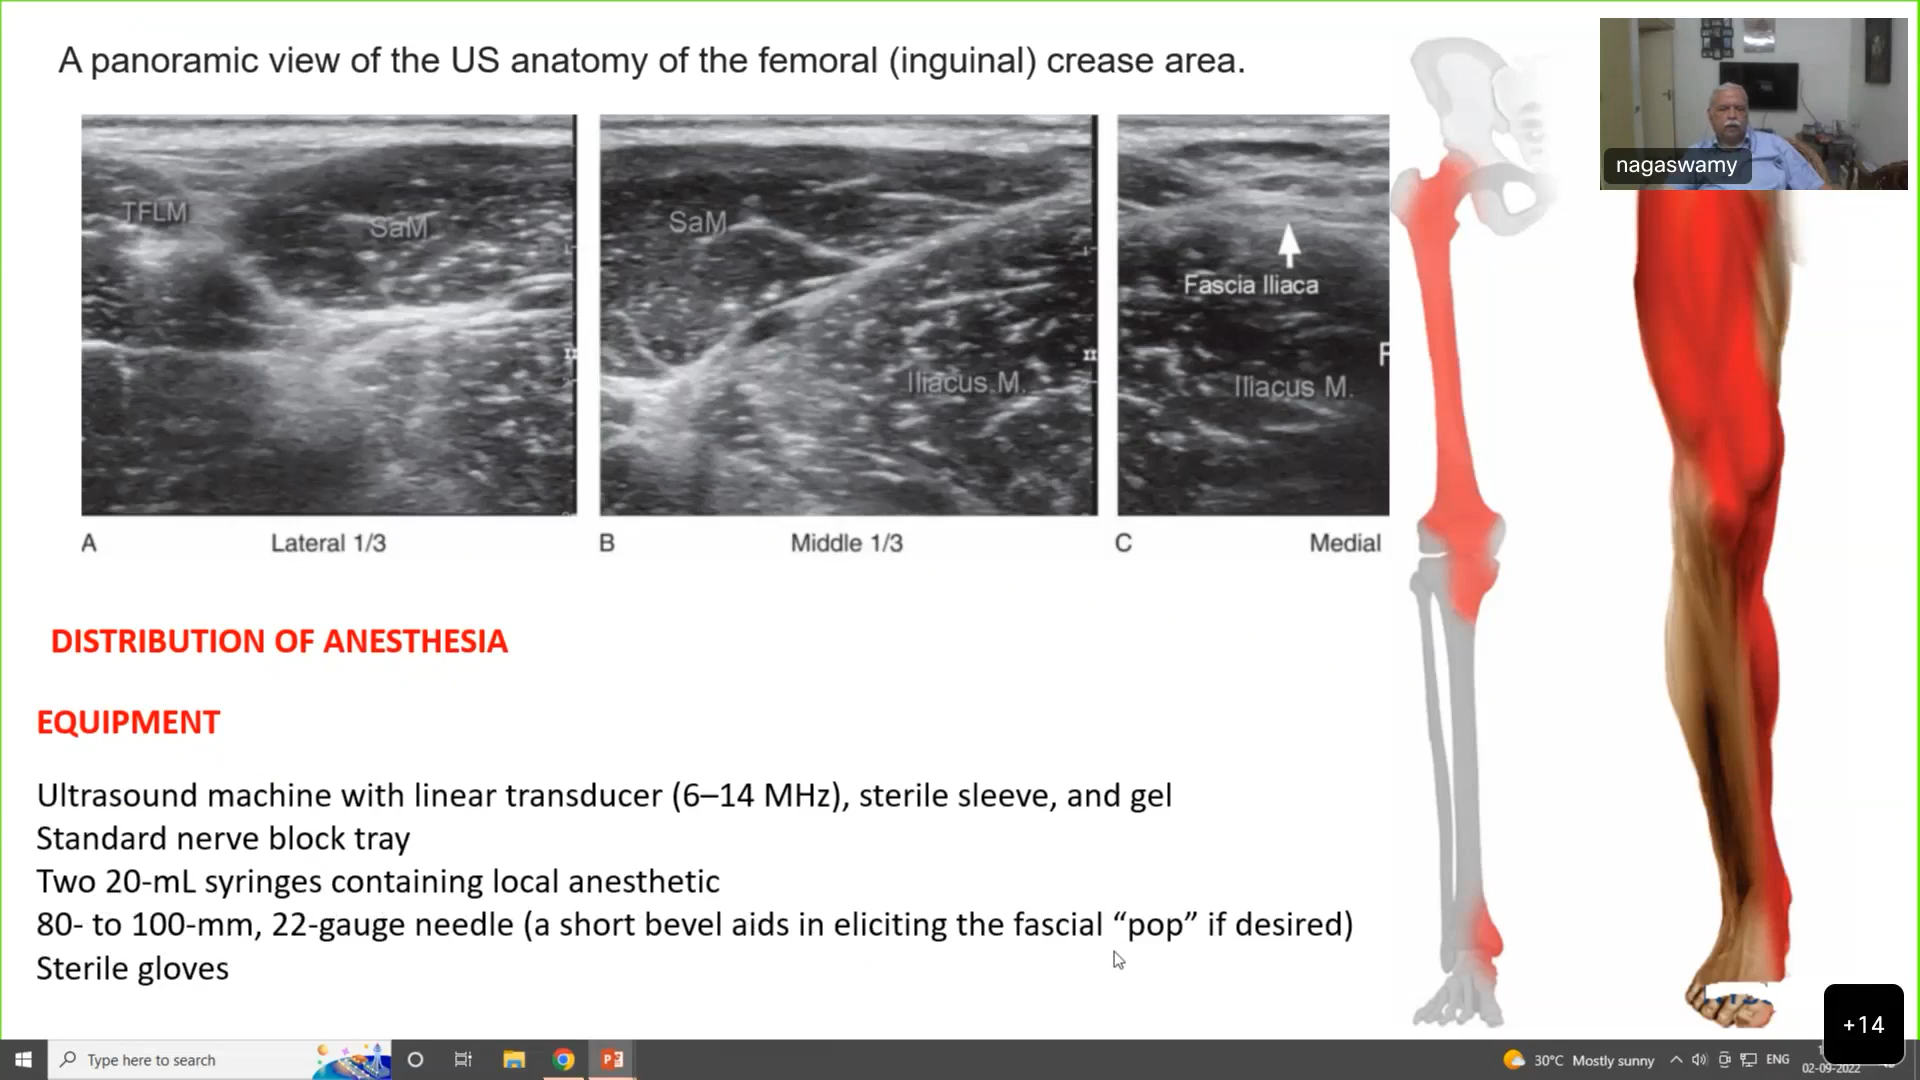 A panoramic view of the US anatomy of the femoral (inguinal) crease area.
nagaswamy
TFLM
SaM
SaM
Iliacus M.
Fascia Iliaca
Iliacus M.
F
A
Lateral 1/3
B
Middle 1/3
C
Medial
DISTRIBUTION OF ANESTHESIA
EQUIPMENT
Ultrasound machine with linear transducer (6–14 MHz), sterile sleeve, and gel
Standard nerve block tray
Two 20-mL syringes containing local anesthetic
80- to 100-mm, 22-gauge needle (a short bevel aids in eliciting the fascial “pop” if desired)
Sterile gloves
+14
Type here to search
30°C Mostly sunny
ENG
02-09-2022